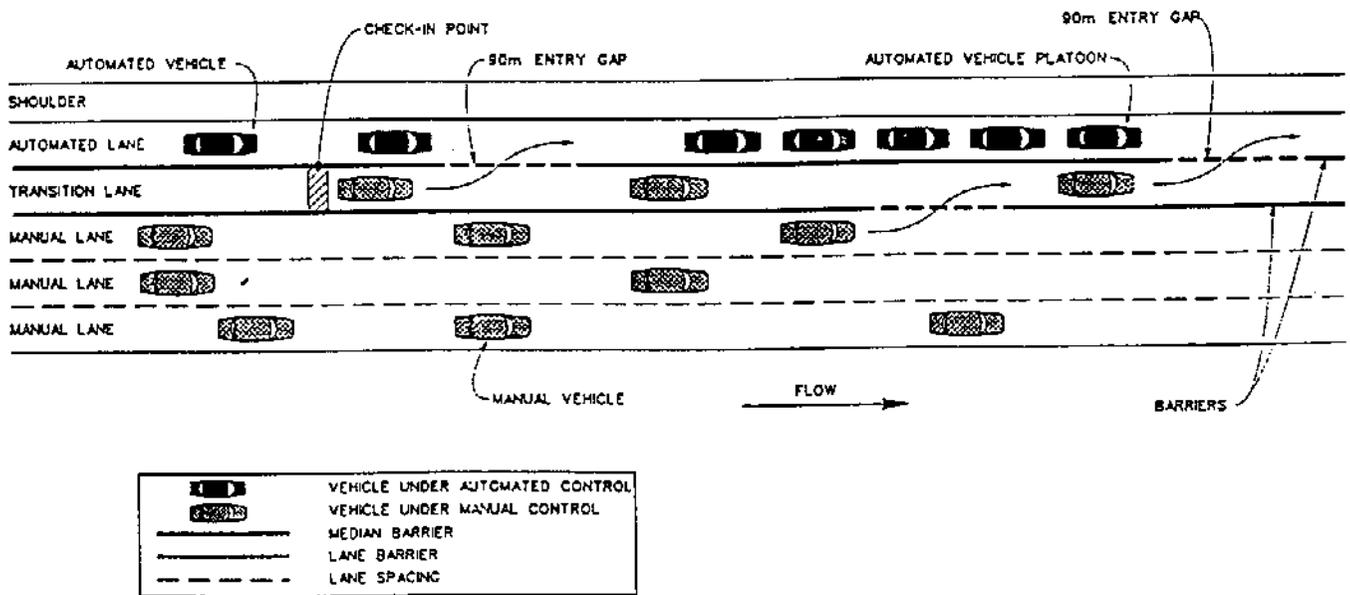 90m ENTRY GAP
CHECK-IN POINT
AUTOMATED VEHICLE
90m ENTRY GAP
AUTOMATED VEHICLE PLATOON
SHOULDER
AUTOMATED LANE
TRANSITION LANE
MANUAL LANE
MANUAL LANE
MANUAL LANE
MANUAL VEHICLE
FLOW
BARRIERS
VEHICLE UNDER AUTOMATED CONTROL
VEHICLE UNDER MANUAL CONTROL
MEDIAN BARRIER
LANE BARRIER
LANE SPACING